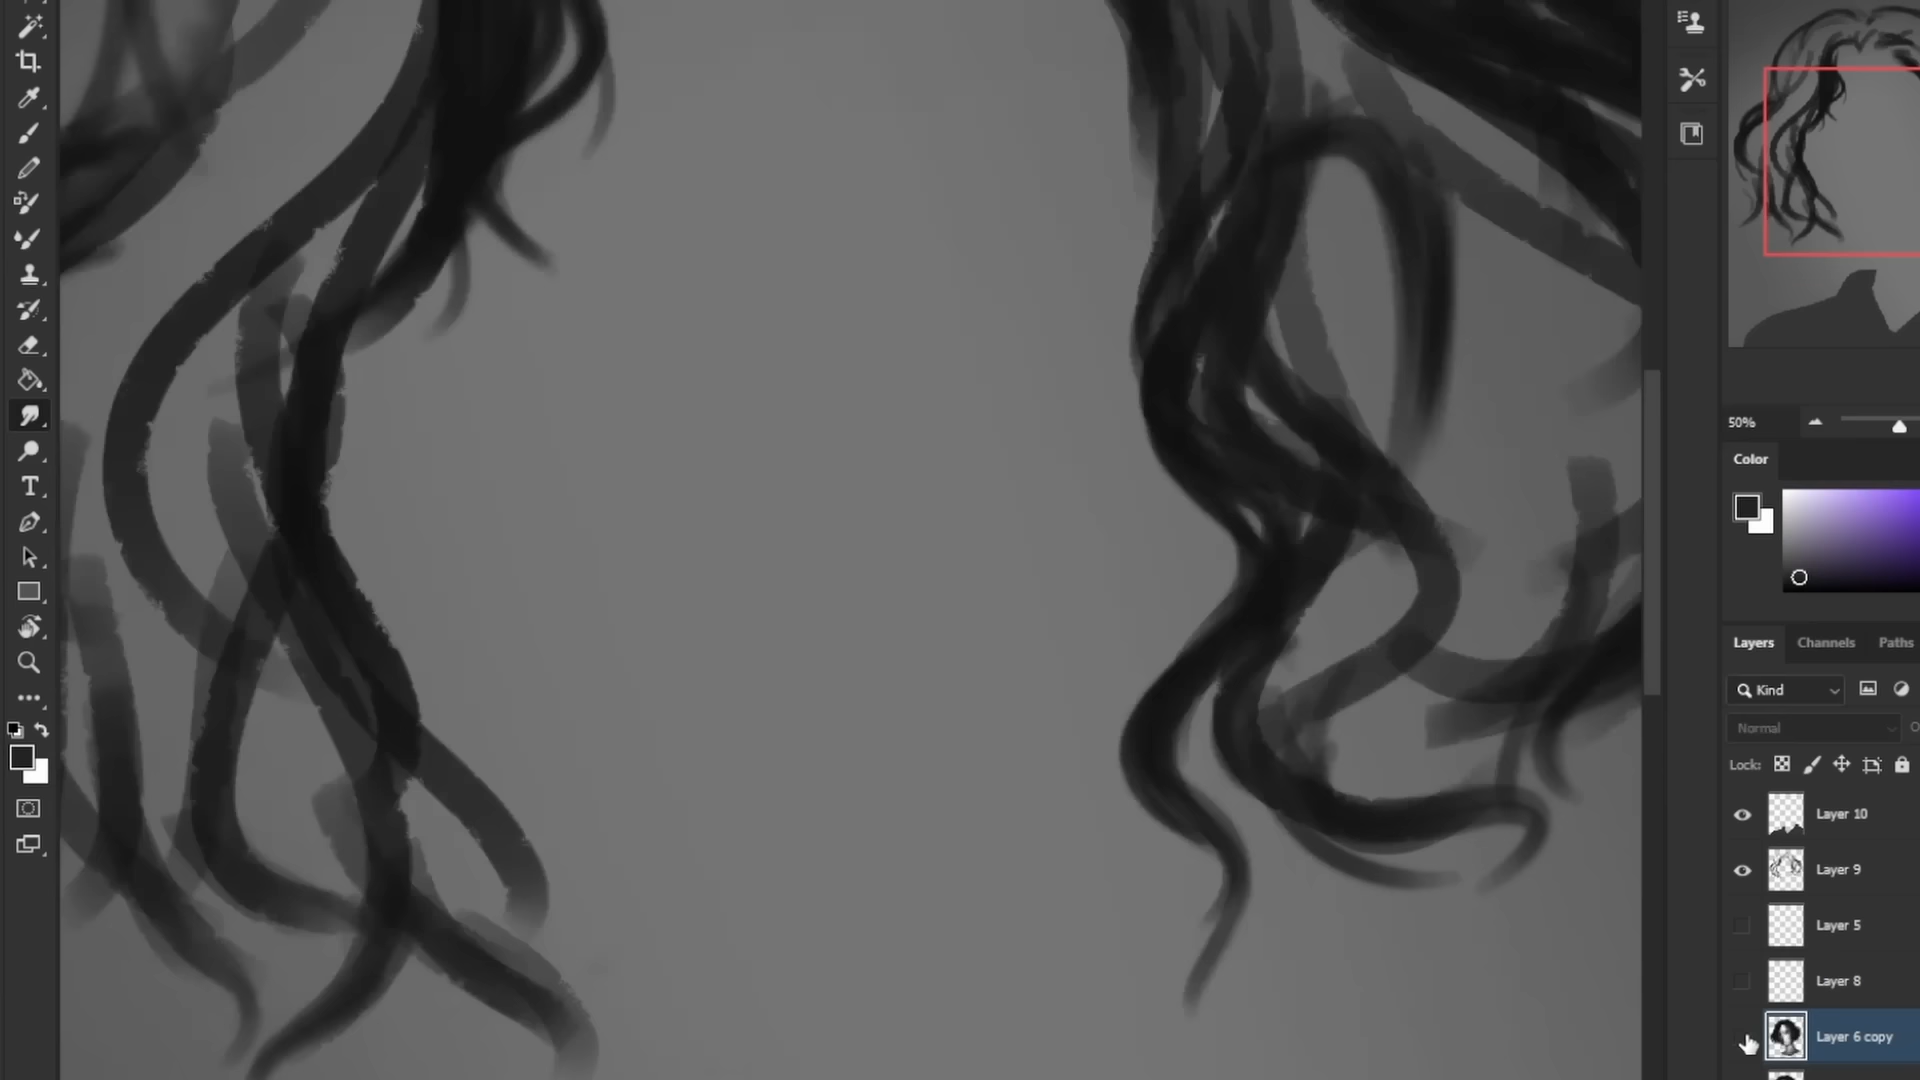 50%
Color
Layers Channels Paths
Kind
Normal
Lock:
Layer 10
Layer 9
Layer 5
Layer 8
Layer 6 copy